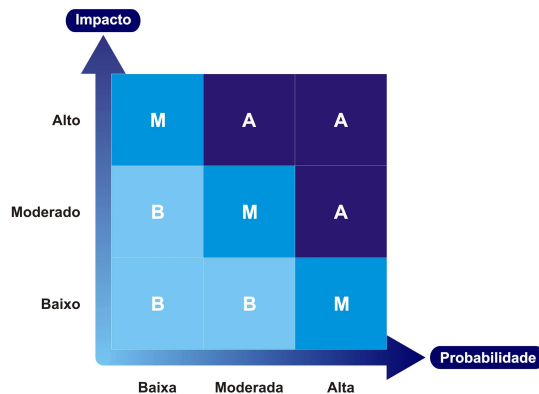 Impacto
Alto M A A
Moderado B M A
Baixo B B M
Probabilidade
Baixa Moderada Alta